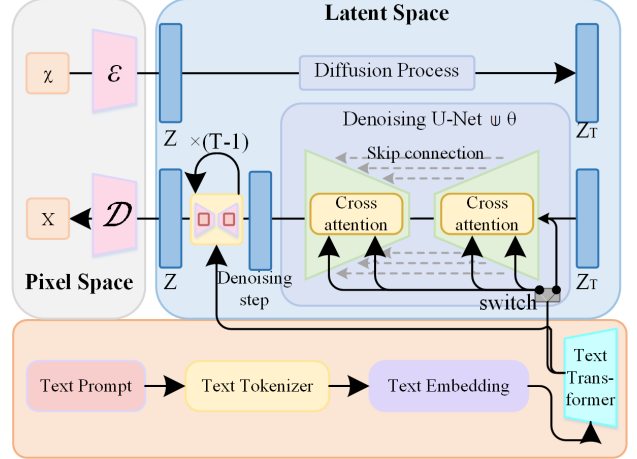 Latent Space
χ
ε
Diffusion Process
Z
Z_T
Denoising U-Net ψ θ
×(T-1)
Skip connection
Cross
attention
Cross
attention
X
D
Z
Denoising
step
Z_T
Pixel Space
switch
Text Prompt
Text Tokenizer
Text Embedding
Text
Trans-
former